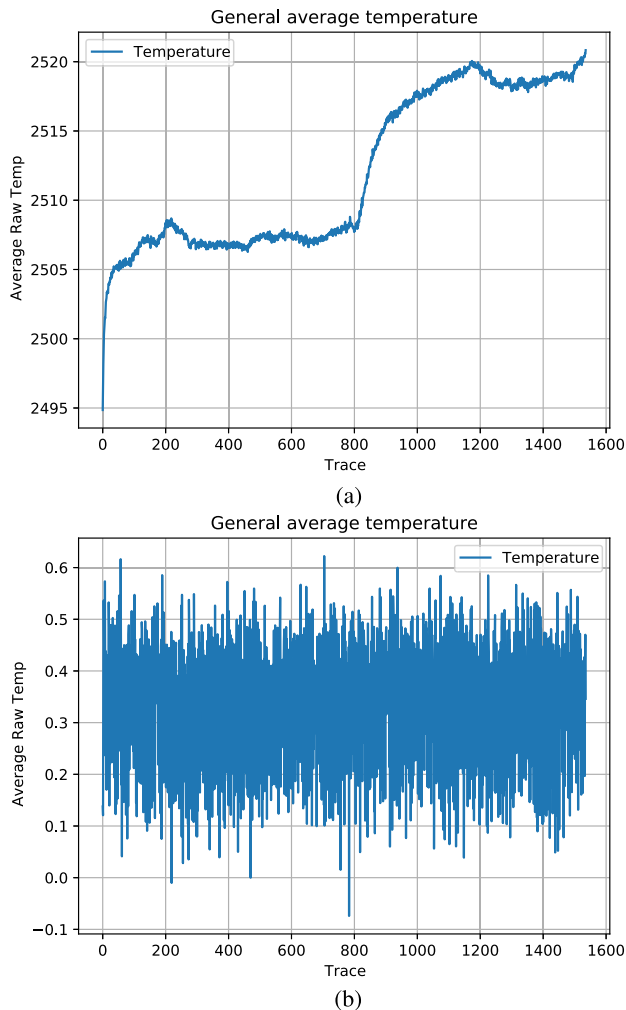 General average temperature
Temperature
2520
2515
2510
2505
2500
2495
Average Raw Temp
0 200 400 600 800 1000 1200 1400 1600
Trace
(a)
General average temperature
Temperature
0.6
0.5
0.4
0.3
0.2
0.1
0.0
−0.1
Average Raw Temp
0 200 400 600 800 1000 1200 1400 1600
Trace
(b)